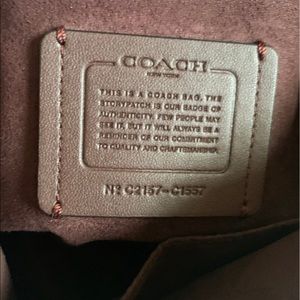 COACH
NEW YORK
THIS IS A COACH BAG. THE
STORYPATCH IS OUR BADGE OF
AUTHENTICITY. FEW PEOPLE MAY
SEE IT, BUT IT WILL ALWAYS BE A
REMINDER OF OUR COMMITMENT
TO QUALITY AND CRAFTSMANSHIP.
Nº C2157-C1557